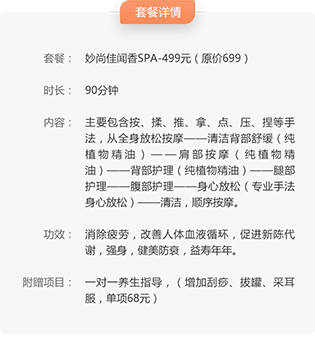 套餐详情
套餐： 妙尚佳闻香SPA-499元（原价699）
时长： 90分钟
内容： 主要包含按、揉、推、拿、点、压、捏等手
法，从全身放松按摩——清洁背部舒缓（纯
植物精油）——肩部按摩（纯植物精
油）——背部护理(纯植物精油)——腿部
护理——腹部护理——身心放松（专业手法
身心放松）——清洁，顺序按摩。
功效： 消除疲劳，改善人体血液循环，促进新陈代
谢，强身，健美防衰，益寿年年。
附赠项目： 一对一养生指导，（ 增加刮痧、拔罐、采耳
服，单项68元）